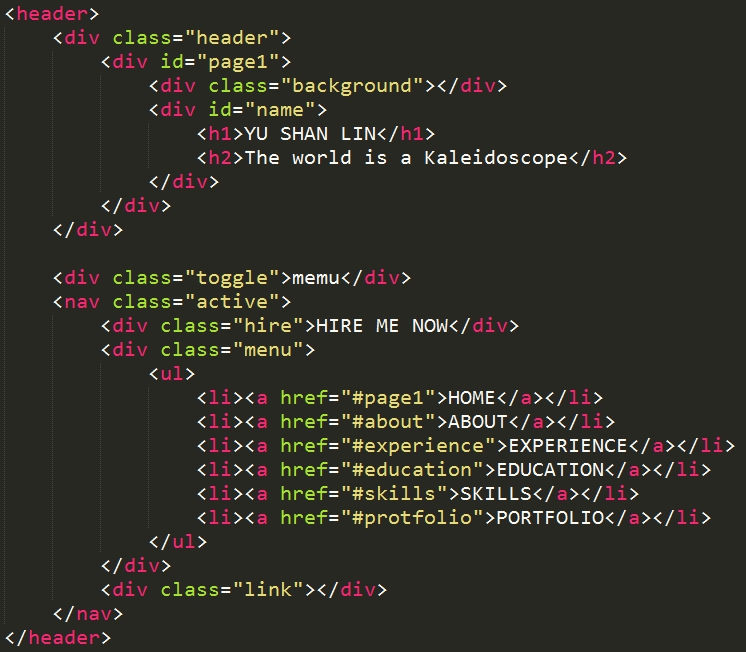 <header>
    <div class="header">
        <div id="page1">
            <div class="background"></div>
            <div id="name">
                <h1>YU SHAN LIN</h1>
                <h2>The world is a Kaleidoscope</h2>
            </div>
        </div>
    </div>

    <div class="toggle">memu</div>
    <nav class="active">
        <div class="hire">HIRE ME NOW</div>
        <div class="menu">
            <ul>
                <li><a href="#page1">HOME</a></li>
                <li><a href="#about">ABOUT</a></li>
                <li><a href="#experience">EXPERIENCE</a></li>
                <li><a href="#education">EDUCATION</a></li>
                <li><a href="#skills">SKILLS</a></li>
                <li><a href="#protfolio">PORTFOLIO</a></li>
            </ul>
        </div>
        <div class="link"></div>
    </nav>
</header>